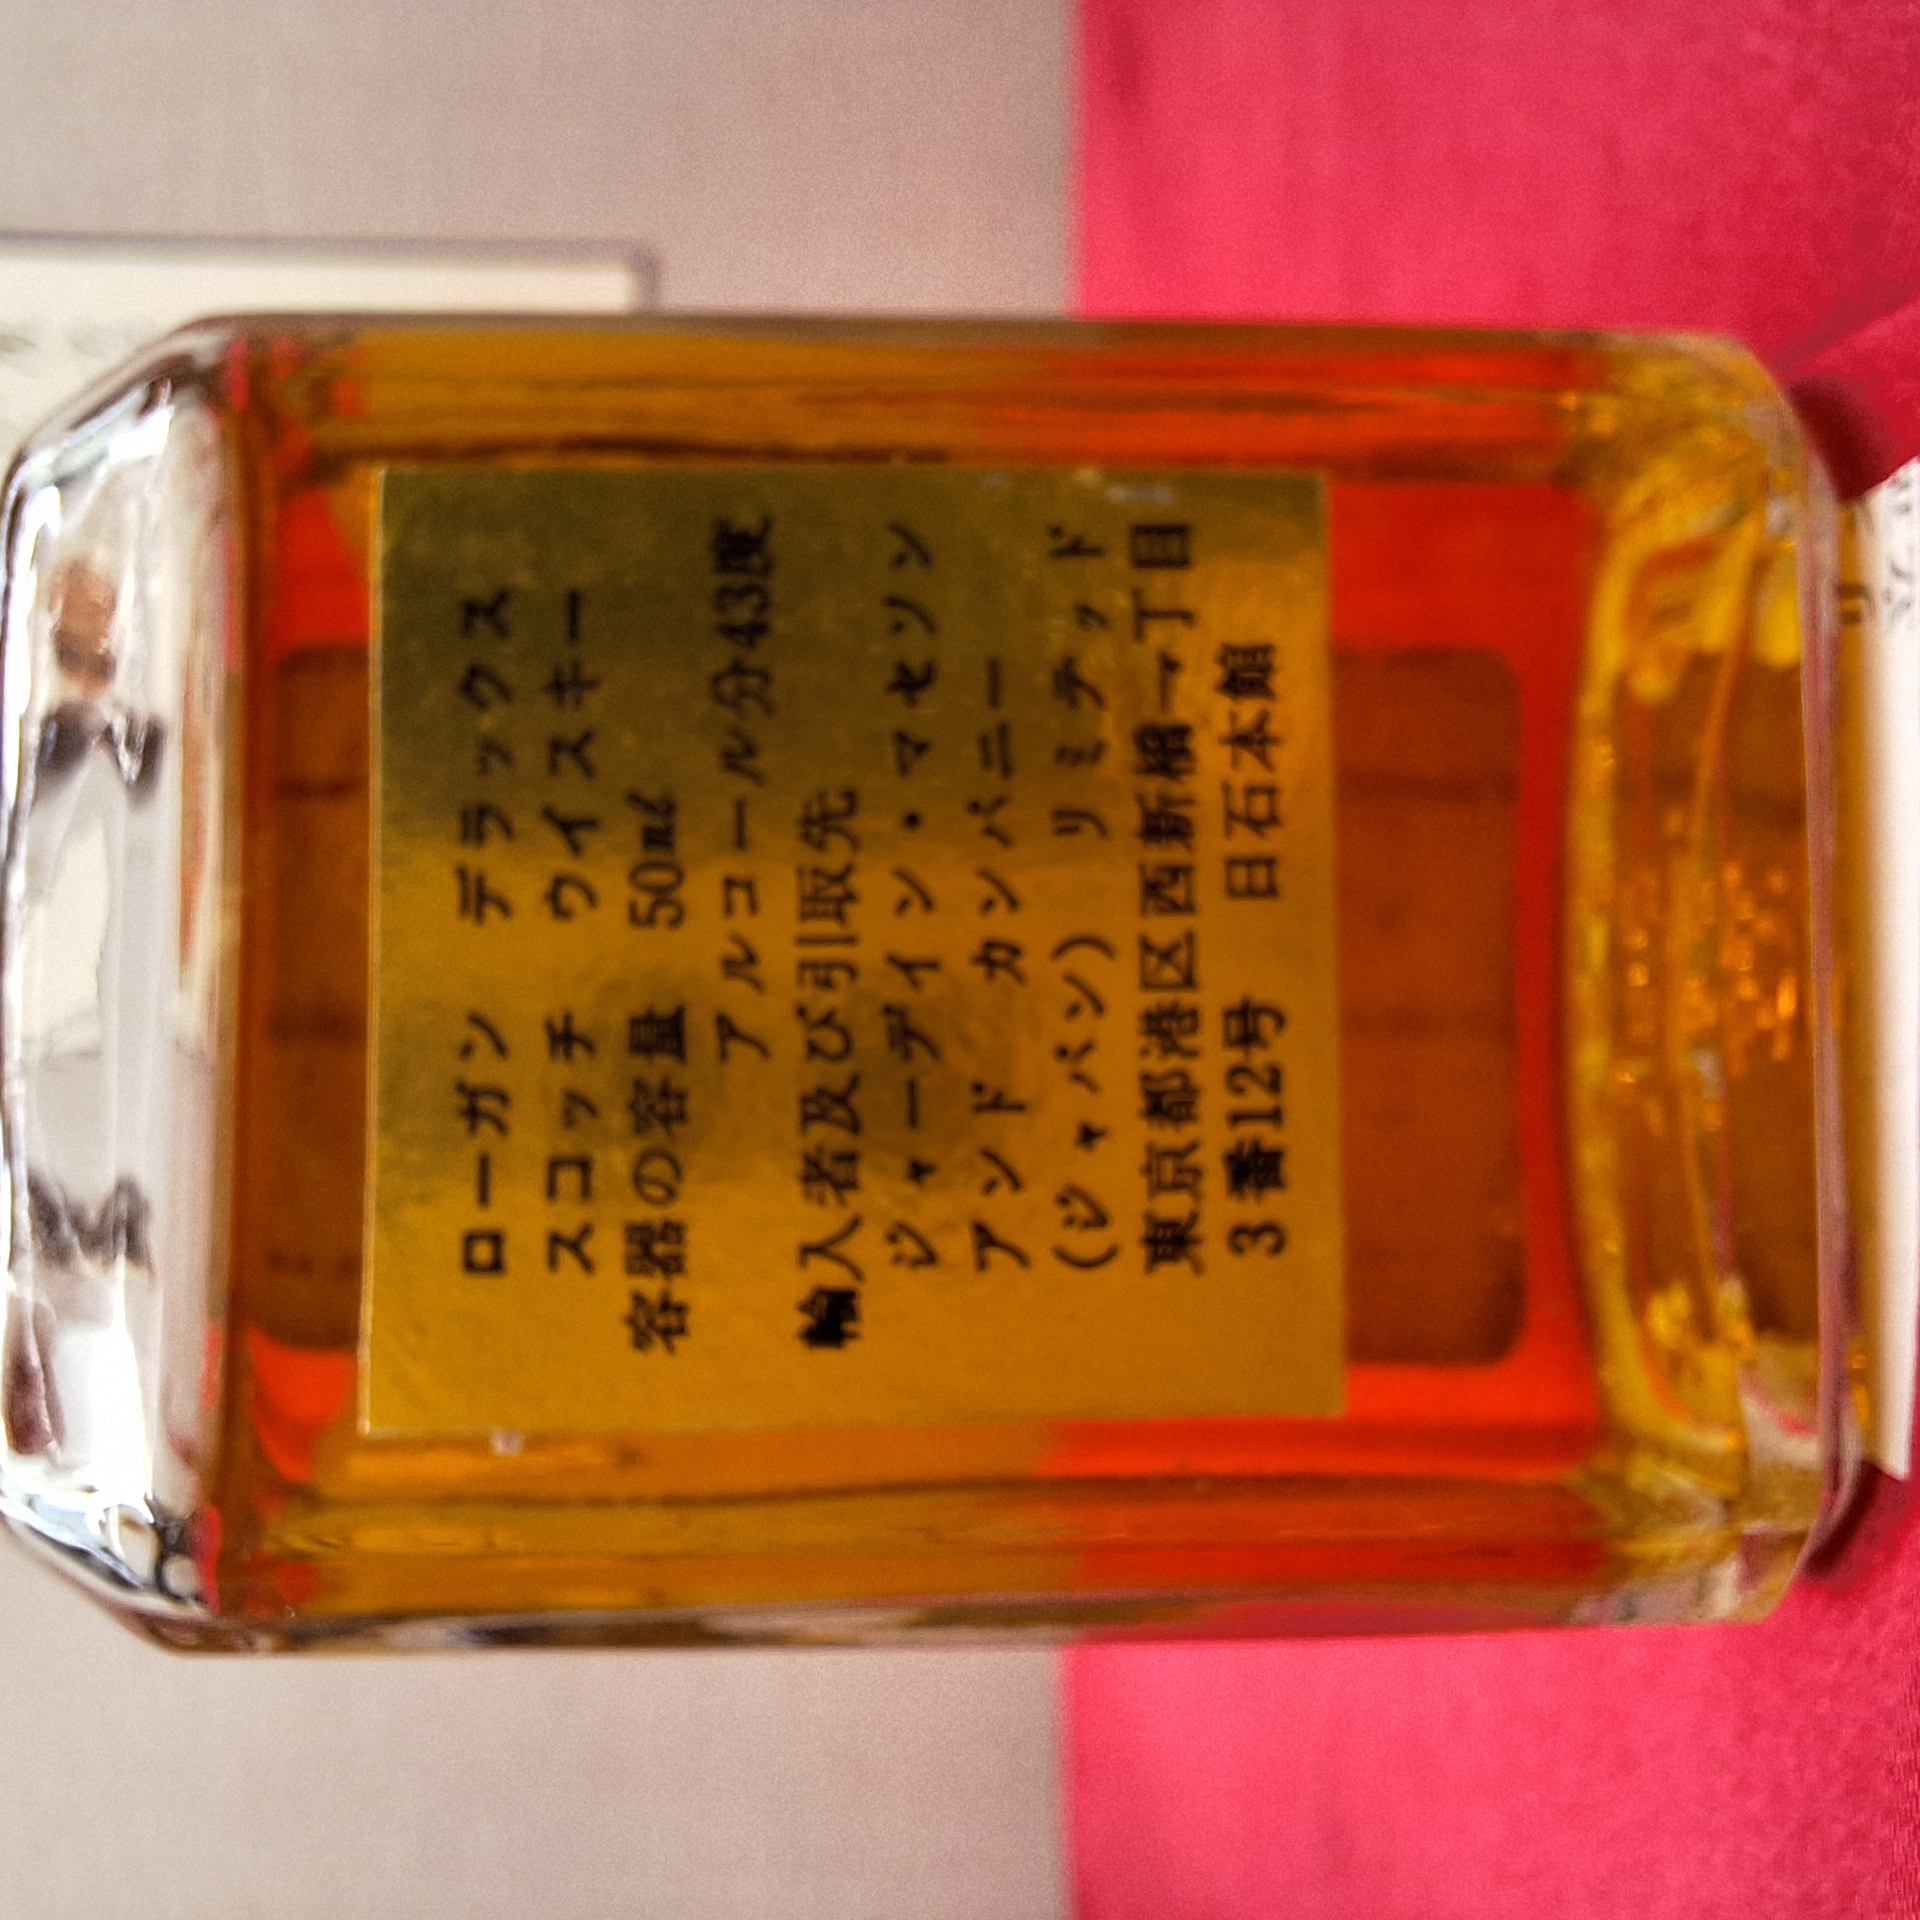 ローガン デラックス
スコッチ ウイスキー
容器の容量 50mℓ
アルコール分43度
輸入者及び引取先
ジャーデイン・マセソン
アンド カンパニー
(ジャパン) リミテッド
東京都港区西新橋一丁目
3番12号 日石本館